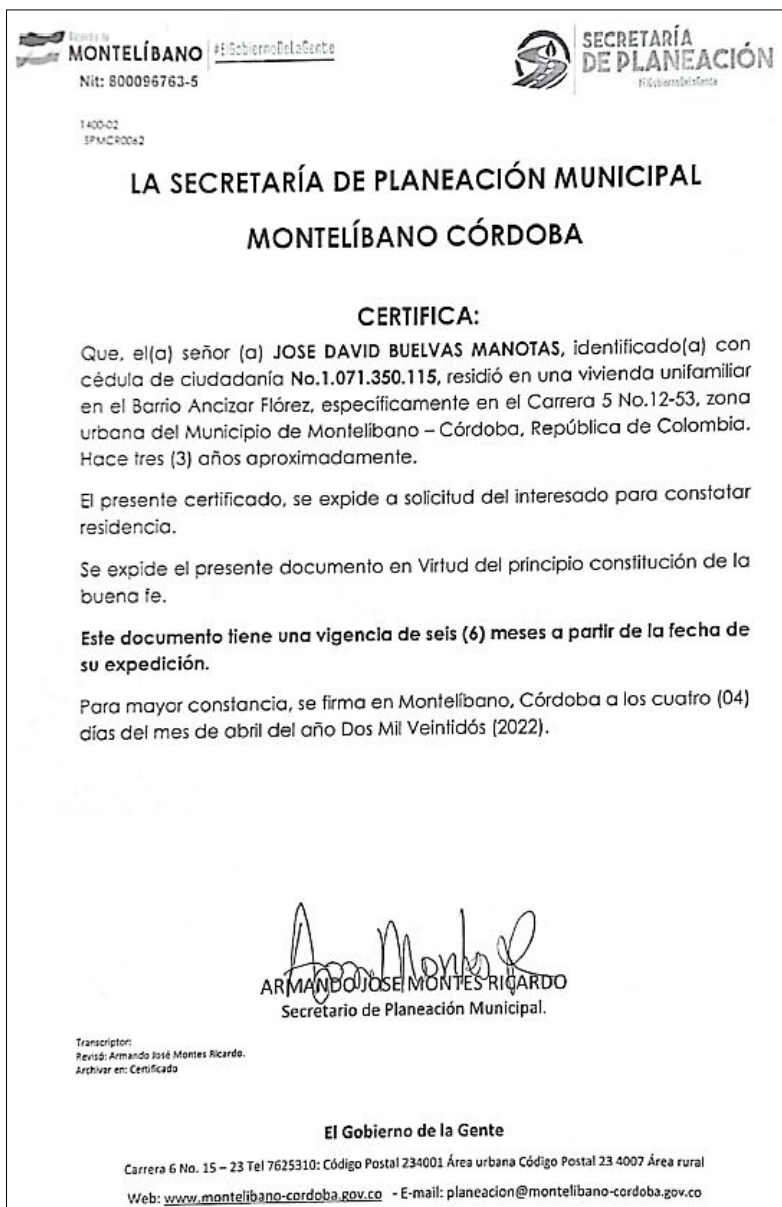 MONTELÍBANO #ElGobiernoDeLaGente
Nit: 800096763-5
SECRETARÍA
DE PLANEACIÓN
#ElGobiernoDeLaGente
T400-02
SPMCR0062
LA SECRETARÍA DE PLANEACIÓN MUNICIPAL
MONTELÍBANO CÓRDOBA
CERTIFICA:
Que, el(a) señor (a) JOSE DAVID BUELVAS MANOTAS, identificado(a) con
cédula de ciudadanía No.1.071.350.115, residió en una vivienda unifamiliar
en el Barrio Ancizar Flórez, específicamente en el Carrera 5 No.12-53, zona
urbana del Municipio de Montelíbano – Córdoba, República de Colombia.
Hace tres (3) años aproximadamente.
El presente certificado, se expide a solicitud del interesado para constatar
residencia.
Se expide el presente documento en Virtud del principio constitución de la
buena fe.
Este documento tiene una vigencia de seis (6) meses a partir de la fecha de
su expedición.
Para mayor constancia, se firma en Montelíbano, Córdoba a los cuatro (04)
días del mes de abril del año Dos Mil Veintidós (2022).
ARMANDO JOSE MONTES RICARDO
Secretario de Planeación Municipal.
Transcriptor:
Revisó: Armando José Montes Ricardo.
Archivar en: Certificado
El Gobierno de la Gente
Carrera 6 No. 15 – 23 Tel 7625310: Código Postal 234001 Área urbana Código Postal 23 4007 Área rural
Web: www.montelibano-cordoba.gov.co - E-mail: planeacion@montelibano-cordoba.gov.co